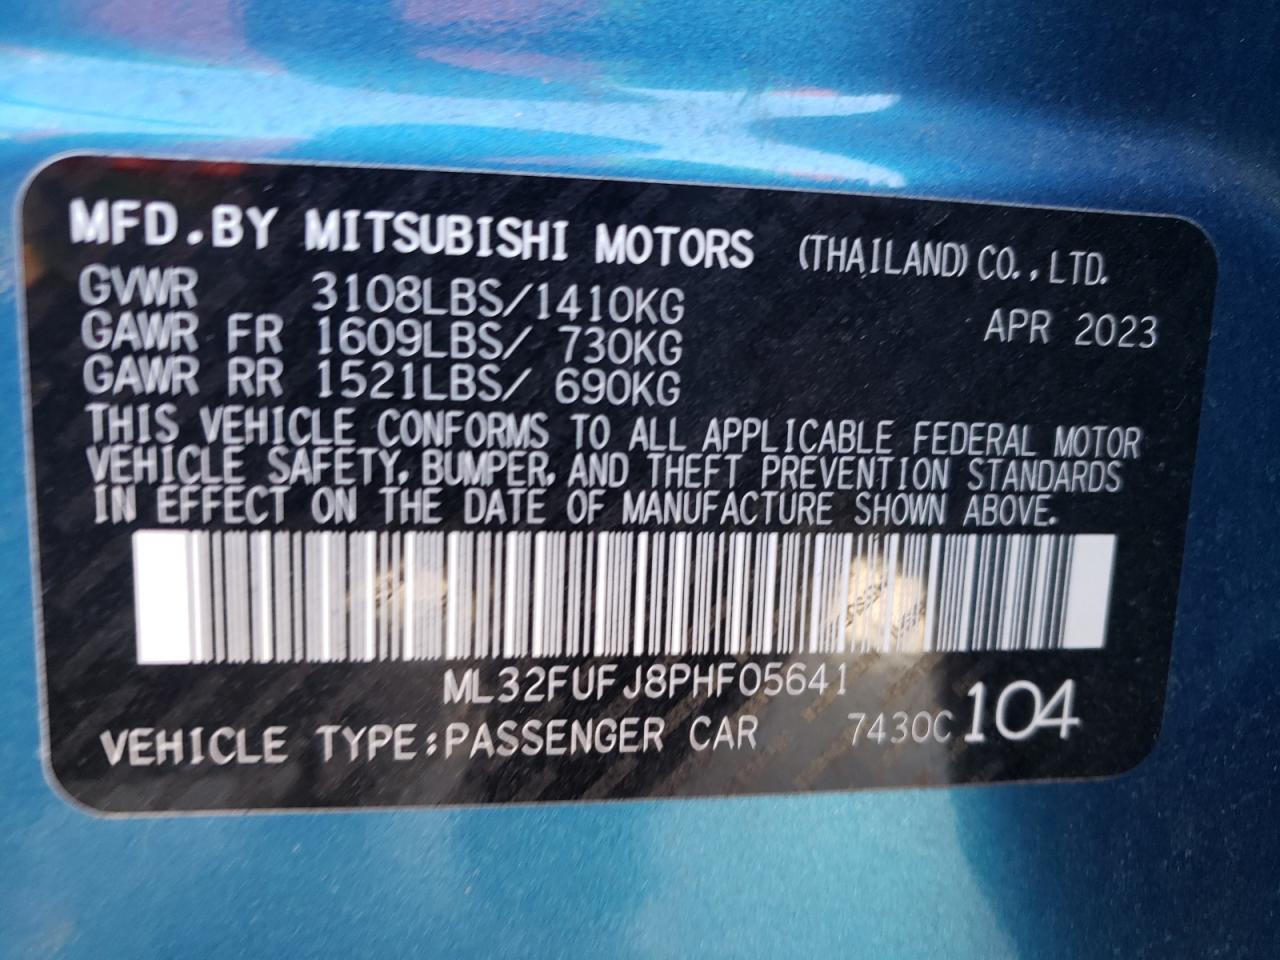 MFD.BY MITSUBISHI MOTORS (THAILAND) CO., LTD.
GVWR 3108LBS/1410KG
GAWR FR 1609LBS/ 730KG APR 2023
GAWR RR 1521LBS/ 690KG
THIS VEHICLE CONFORMS TO ALL APPLICABLE FEDERAL MOTOR
VEHICLE SAFETY, BUMPER, AND THEFT PREVENTION STANDARDS
IN EFFECT ON THE DATE OF MANUFACTURE SHOWN ABOVE.
ML32FUFJ8PHF05641
VEHICLE TYPE:PASSENGER CAR 7430C 104